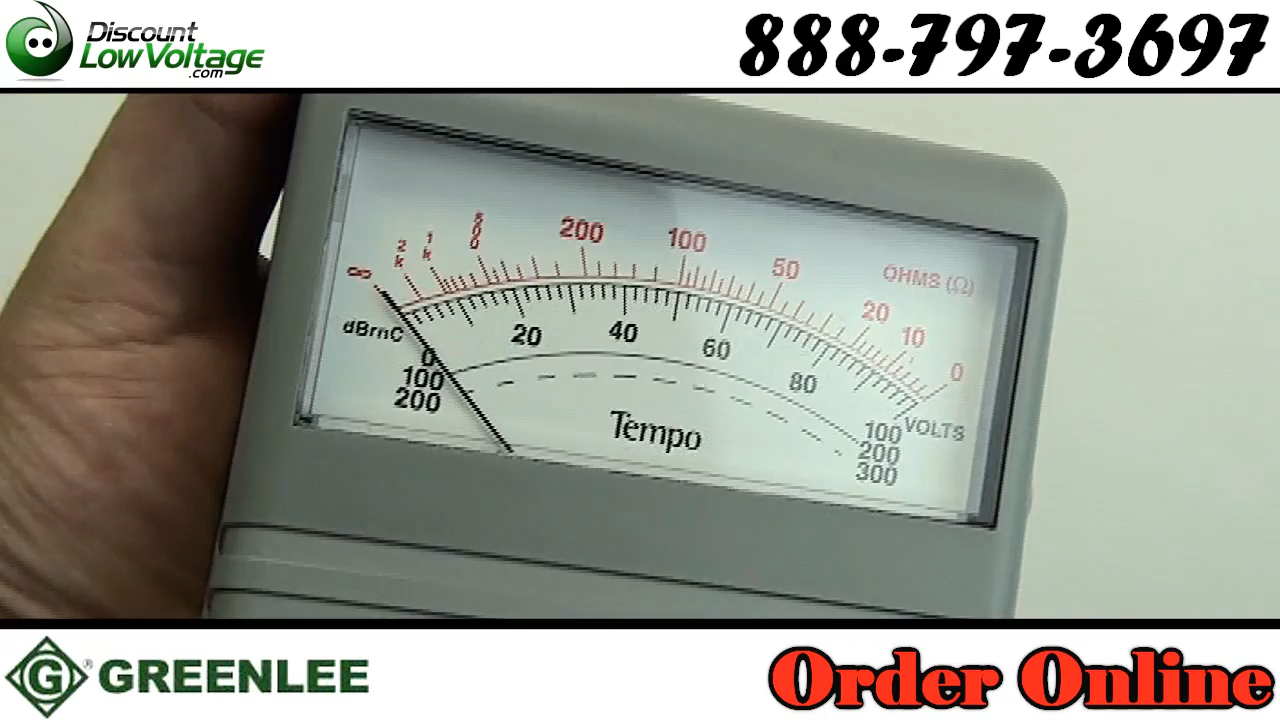 Discount
LowVoltage
.com
888-797-3697
∞ 2k 1k 500 200 100 50 20 10 0
OHMS (Ω)
dBrnC
0 20 40 60 80 100
VOLTS
100 200
200 300
Tempo
G® GREENLEE
Order Online